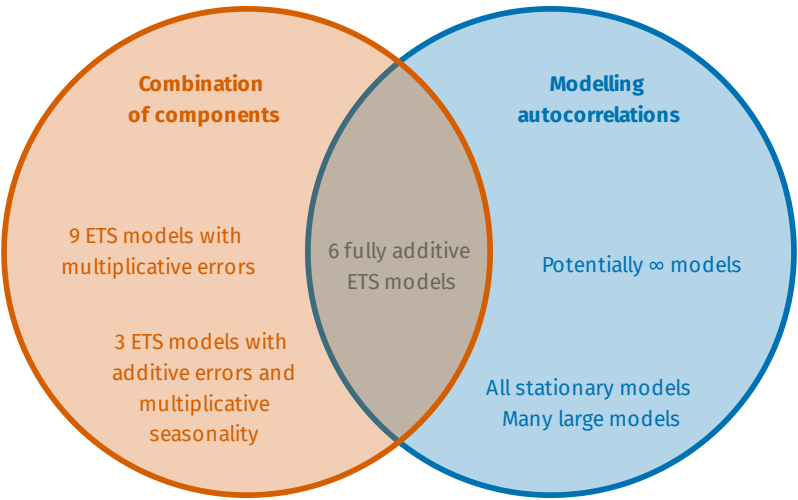 Combination
of components
9 ETS models with
multiplicative errors
3 ETS models with
additive errors and
multiplicative
seasonality
6 fully additive
ETS models
Modelling
autocorrelations
Potentially ∞ models
All stationary models
Many large models